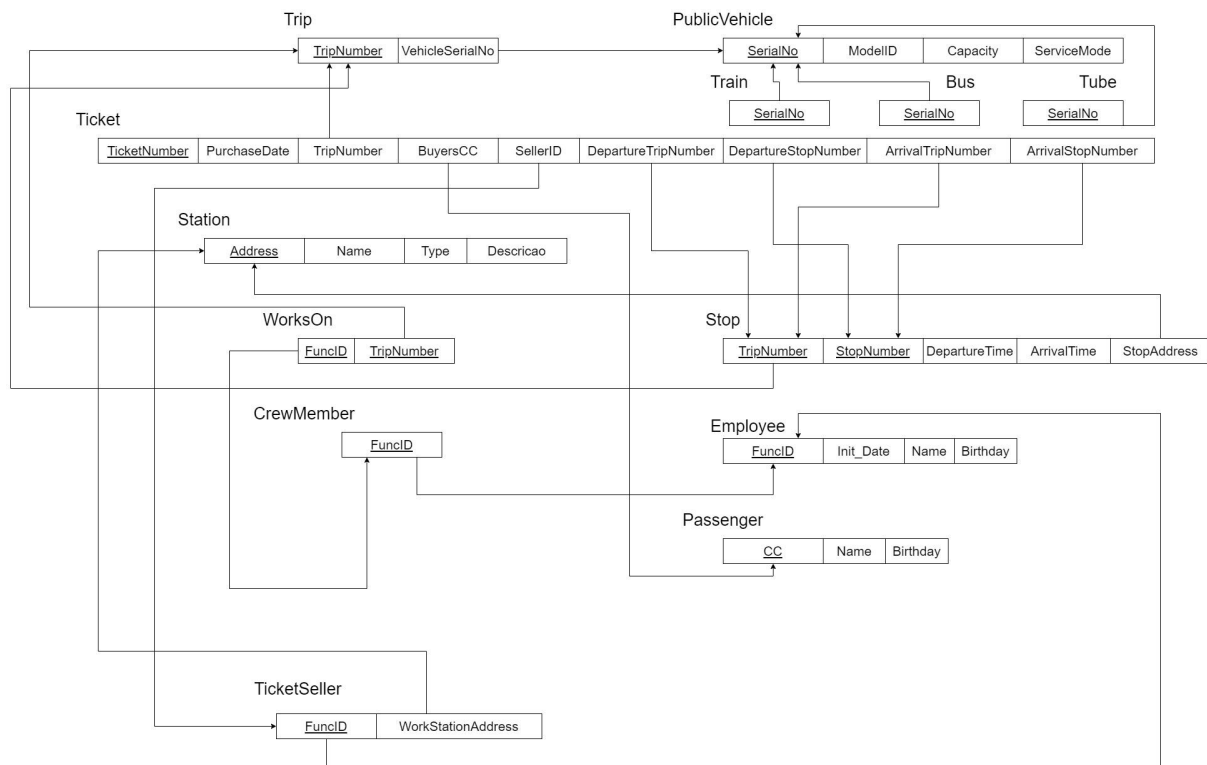 Trip
TripNumber VehicleSerialNo
PublicVehicle
SerialNo ModelID Capacity ServiceMode
Train
SerialNo
Bus
SerialNo
Tube
SerialNo
Ticket
TicketNumber PurchaseDate TripNumber BuyersCC SellerID DepartureTripNumber DepartureStopNumber ArrivalTripNumber ArrivalStopNumber
Station
Address Name Type Descricao
WorksOn
FuncID TripNumber
Stop
TripNumber StopNumber DepartureTime ArrivalTime StopAddress
CrewMember
FuncID
Employee
FuncID Init_Date Name Birthday
Passenger
CC Name Birthday
TicketSeller
FuncID WorkStationAddress